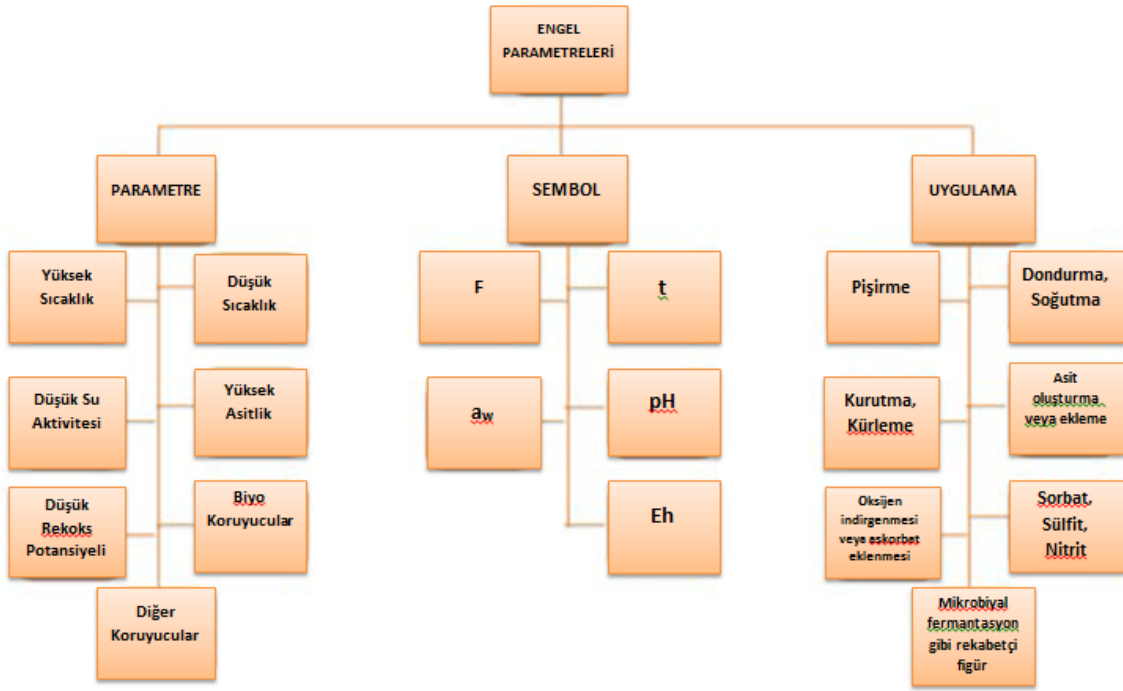 ENGEL
PARAMETRELERİ
PARAMETRE
Yüksek
Sıcaklık
Düşük
Sıcaklık
Düşük Su
Aktivitesi
Yüksek
Asitlik
Düşük
Rekoks
Potansiyeli
Biyo
Koruyucular
Diğer
Koruyucular
SEMBOL
F
t
aw
pH
Eh
UYGULAMA
Pişirme
Dondurma,
Soğutma
Kurutma,
Kürleme
Asit
oluşturma
veya ekleme
Oksijen
indirgenmesi
veya askorbat
eklenmesi
Sorbat,
Sülfit,
Nitrit
Mikrobiyal
fermantasyon
gibi rekabetçi
figür